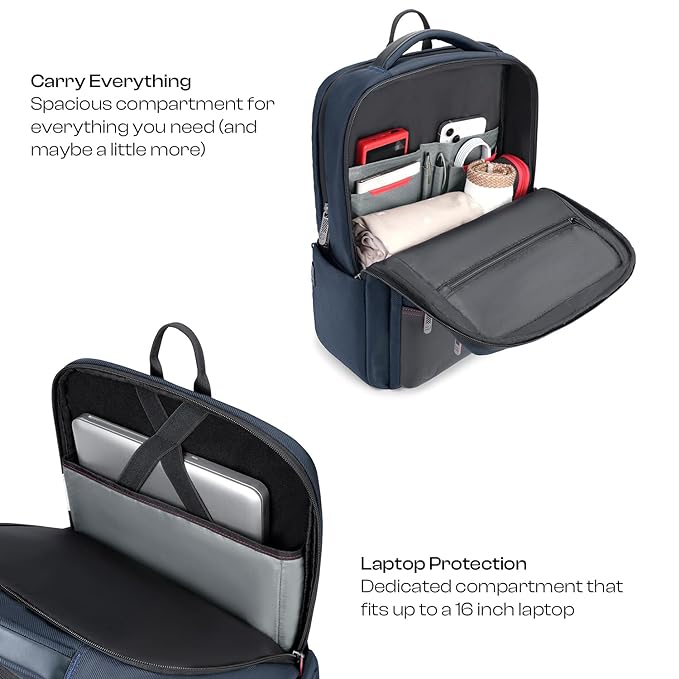 Carry Everything
Spacious compartment for
everything you need (and
maybe a little more)
Laptop Protection
Dedicated compartment that
fits up to a 16 inch laptop